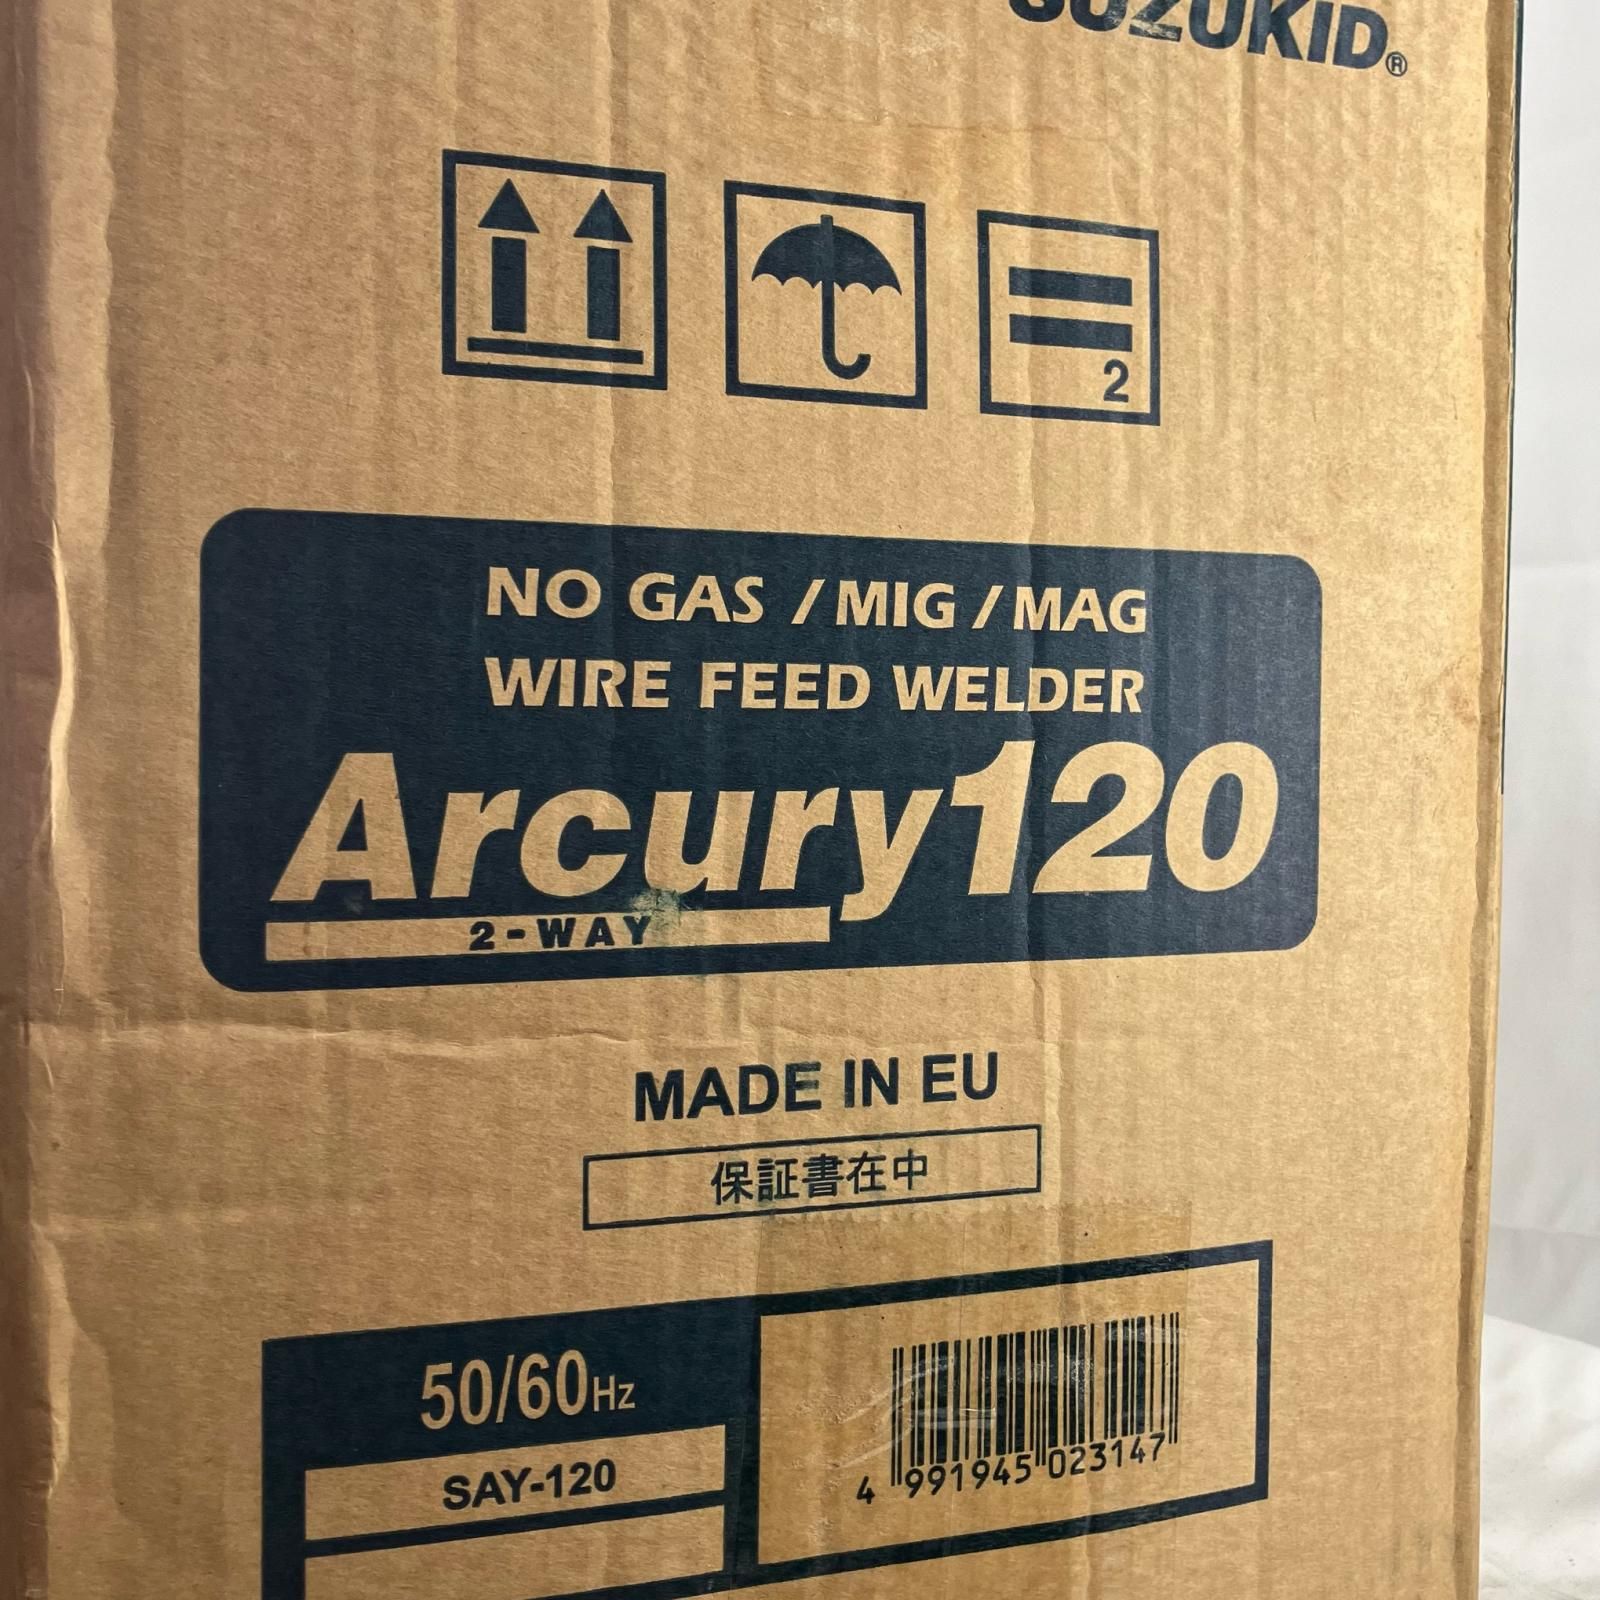 SUZUKID®
2
NO GAS / MIG / MAG
WIRE FEED WELDER
Arcury120
2-WAY
MADE IN EU
保証書在中
50/60Hz
SAY-120
4 991945 023147